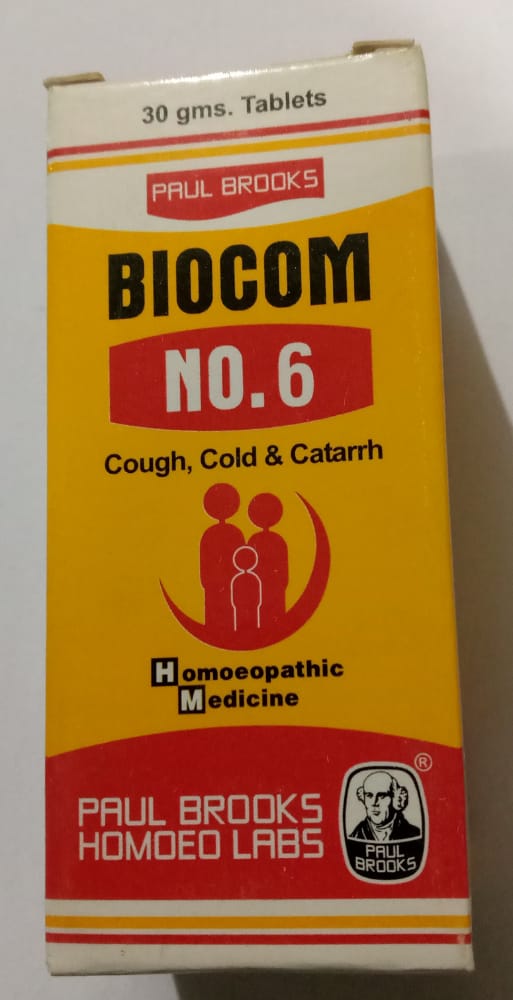 30 gms. Tablets
PAUL BROOKS
BIOCOM
NO. 6
Cough, Cold & Catarrh
Homoeopathic
Medicine
PAUL BROOKS
HOMOEO LABS
®
PAUL
BROOKS